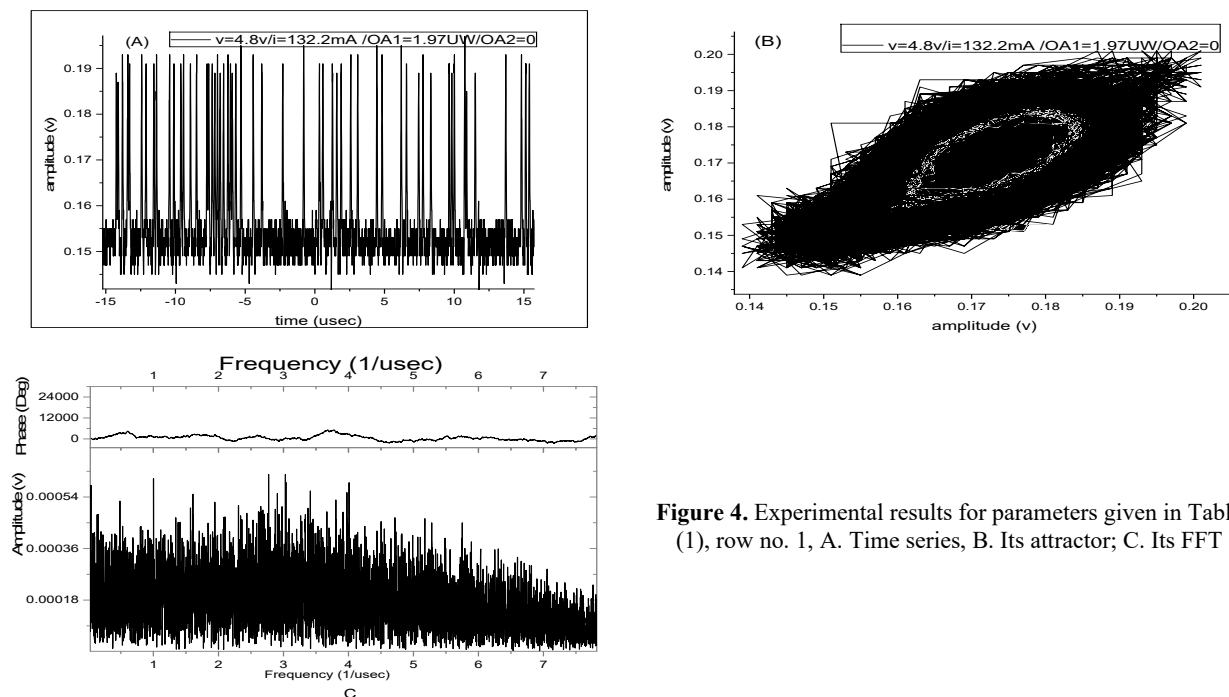 (A)
v=4.8v/i=132.2mA /OA1=1.97UW/OA2=0
amplitude (v)
0.19
0.18
0.17
0.16
0.15
-15 -10 -5 0 5 10 15
time (usec)
(B)
v=4.8v/i=132.2mA /OA1=1.97UW/OA2=0
amplitude (v)
0.20
0.19
0.18
0.17
0.16
0.15
0.14
0.14 0.15 0.16 0.17 0.18 0.19 0.20
amplitude (v)
Frequency (1/usec)
1 2 3 4 5 6 7
Phase (Deg)
24000
12000
0
Amplitude (v)
0.00054
0.00036
0.00018
1 2 3 4 5 6 7
Frequency (1/usec)
C
Figure 4. Experimental results for parameters given in Tabl
(1), row no. 1, A. Time series, B. Its attractor; C. Its FFT